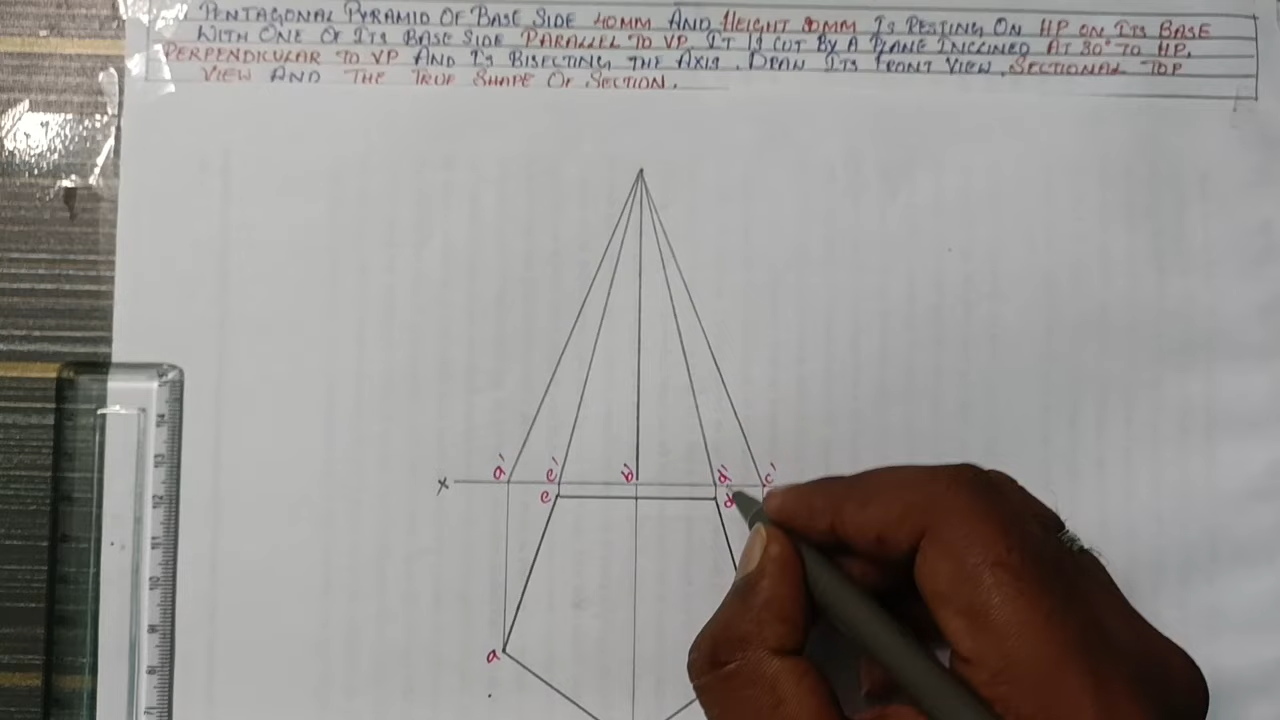 PENTAGONAL PYRAMID OF BASE SIDE 40MM AND HEIGHT 80MM IS RESTING ON HP ON ITS BASE
WITH ONE OF ITS BASE SIDE PARALLEL TO VP. IT IS CUT BY A PLANE INCLINED AT 30° TO HP,
PERPENDICULAR TO VP AND IS BISECTING THE AXIS. DRAW ITS FRONT VIEW, SECTIONAL TOP
VIEW AND THE TRUE SHAPE OF SECTION.
a' e' b' d' c'
X
e d
a